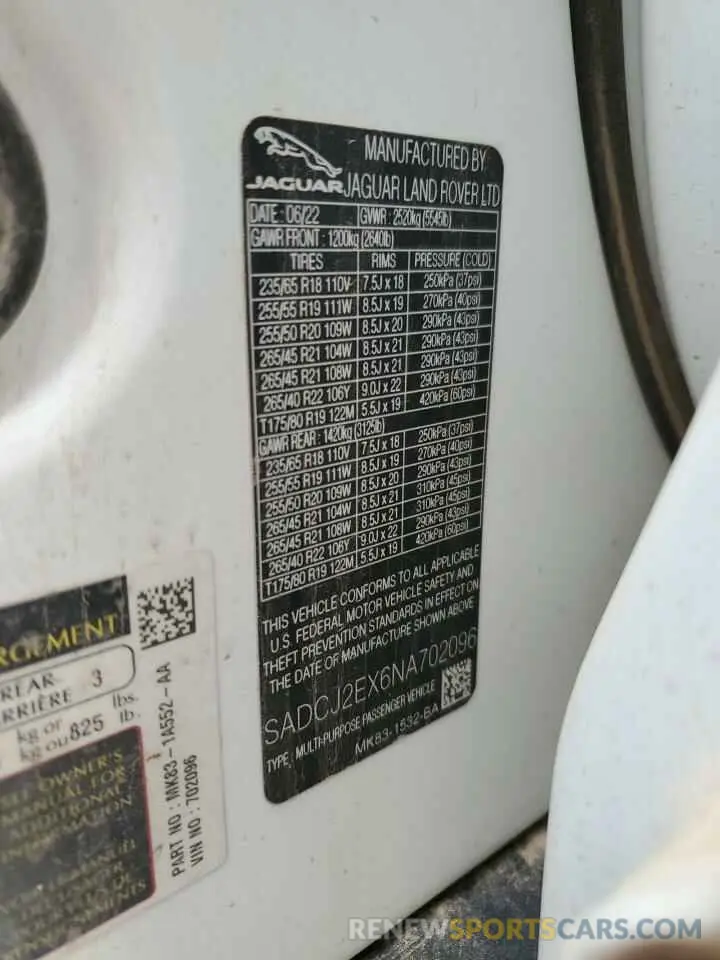 MANUFACTURED BY
JAGUAR JAGUAR LAND ROVER LTD
DATE: 06/22 GVWR: 2520kg (5545lb)
GAWR FRONT: 1200kg (2640lb)
TIRES RIMS PRESSURE (COLD)
235/65 R18 110V 7.5J x 18 250kPa (37psi)
255/55 R19 111W 8.5J x 19 270kPa (40psi)
255/50 R20 109W 8.5J x 20 290kPa (43psi)
265/45 R21 104W 8.5J x 21 290kPa (43psi)
265/45 R21 108W 8.5J x 21 290kPa (43psi)
265/40 R22 106Y 9.0J x 22 290kPa (43psi)
T175/80 R19 122M 5.5J x 19 420kPa (60psi)
GAWR REAR: 1420kg (3125lb)
235/65 R18 110V 7.5J x 18 250kPa (37psi)
255/55 R19 111W 8.5J x 19 270kPa (40psi)
255/50 R20 109W 8.5J x 20 290kPa (43psi)
265/45 R21 104W 8.5J x 21 310kPa (45psi)
265/45 R21 108W 8.5J x 21 310kPa (45psi)
265/40 R22 106Y 9.0J x 22 290kPa (43psi)
T175/80 R19 122M 5.5J x 19 420kPa (60psi)
THIS VEHICLE CONFORMS TO ALL APPLICABLE
U.S. FEDERAL MOTOR VEHICLE SAFETY AND
THEFT PREVENTION STANDARDS IN EFFECT ON
THE DATE OF MANUFACTURE SHOWN ABOVE.
SADCJ2EX6NA702096
TYPE: MULTI-PURPOSE PASSENGER VEHICLE
MK83-1532-BA
RGEMENT
REAR 3
RRIÈRE
kg or lbs.
kg ou 825 lb.
SEE OWNER'S
MANUAL FOR
ADDITIONAL
INFORMATION
PART NO: MK83-1A552-AA
VIN NO: 702096
RENEWSPORTSCARS.COM